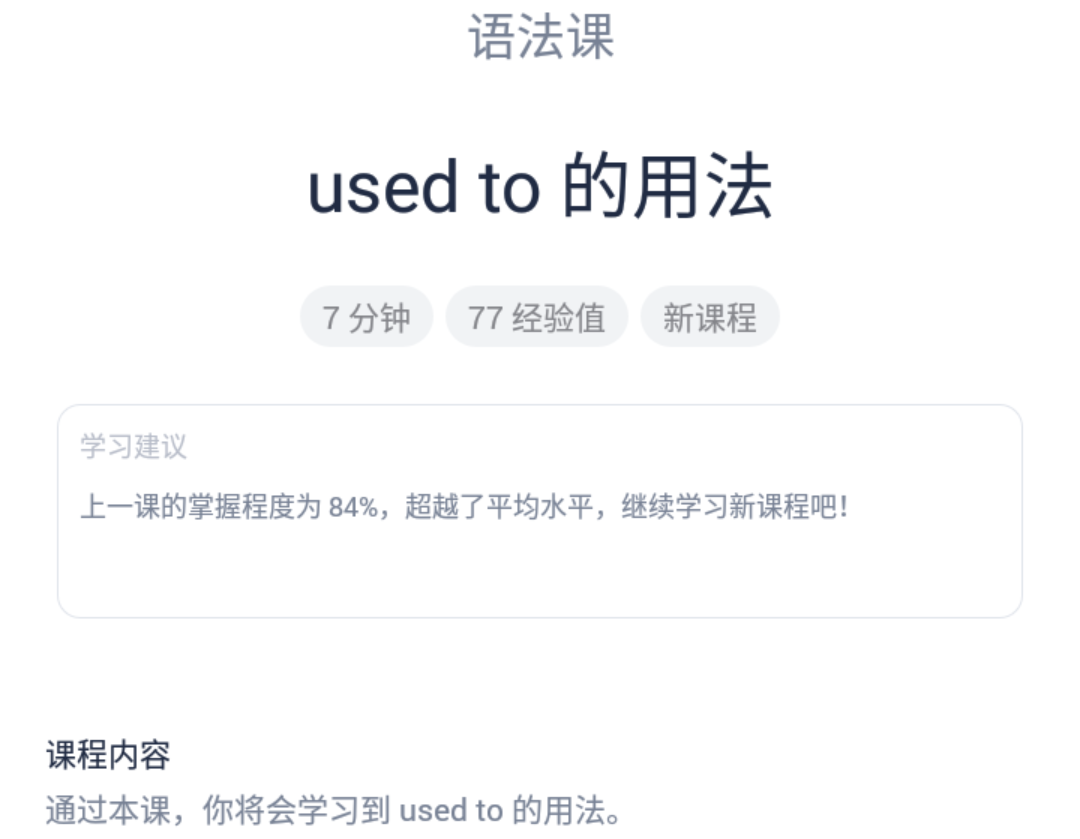 语法课
used to 的用法
7 分钟 77 经验值 新课程
学习建议
上一课的掌握程度为 84%，超越了平均水平，继续学习新课程吧！
课程内容
通过本课，你将会学习到 used to 的用法。